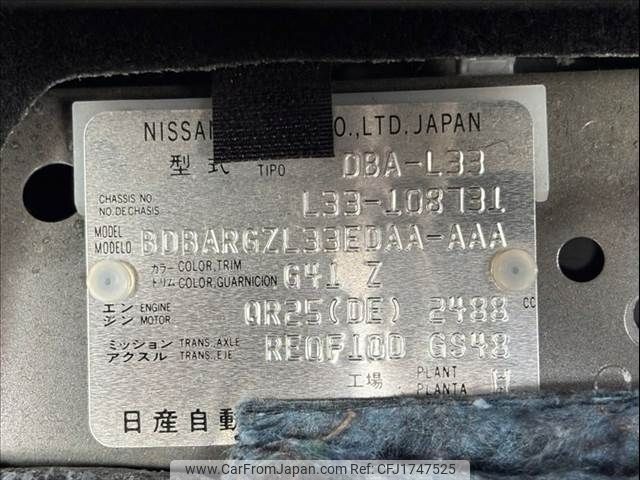 NISSAN O.,LTD.JAPAN
型式 TIPO DBA-L33
CHASSIS NO. L33-108731
NO.DE CHASIS
MODEL BDBARGZL33EDAA-AAA
MODELO
カラー COLOR,TRIM G41 Z
トリム COLOR,GUARNICION
エン ENGINE QR25(DE) 2488 CC
ジン MOTOR
ミッション TRANS.,AXLE RE0F10D GS48
アクスル TRANS.,EJE
工場 PLANT
PLANTA
日産自動
www.CarFromJapan.com | Photo ID: CFJ1747525